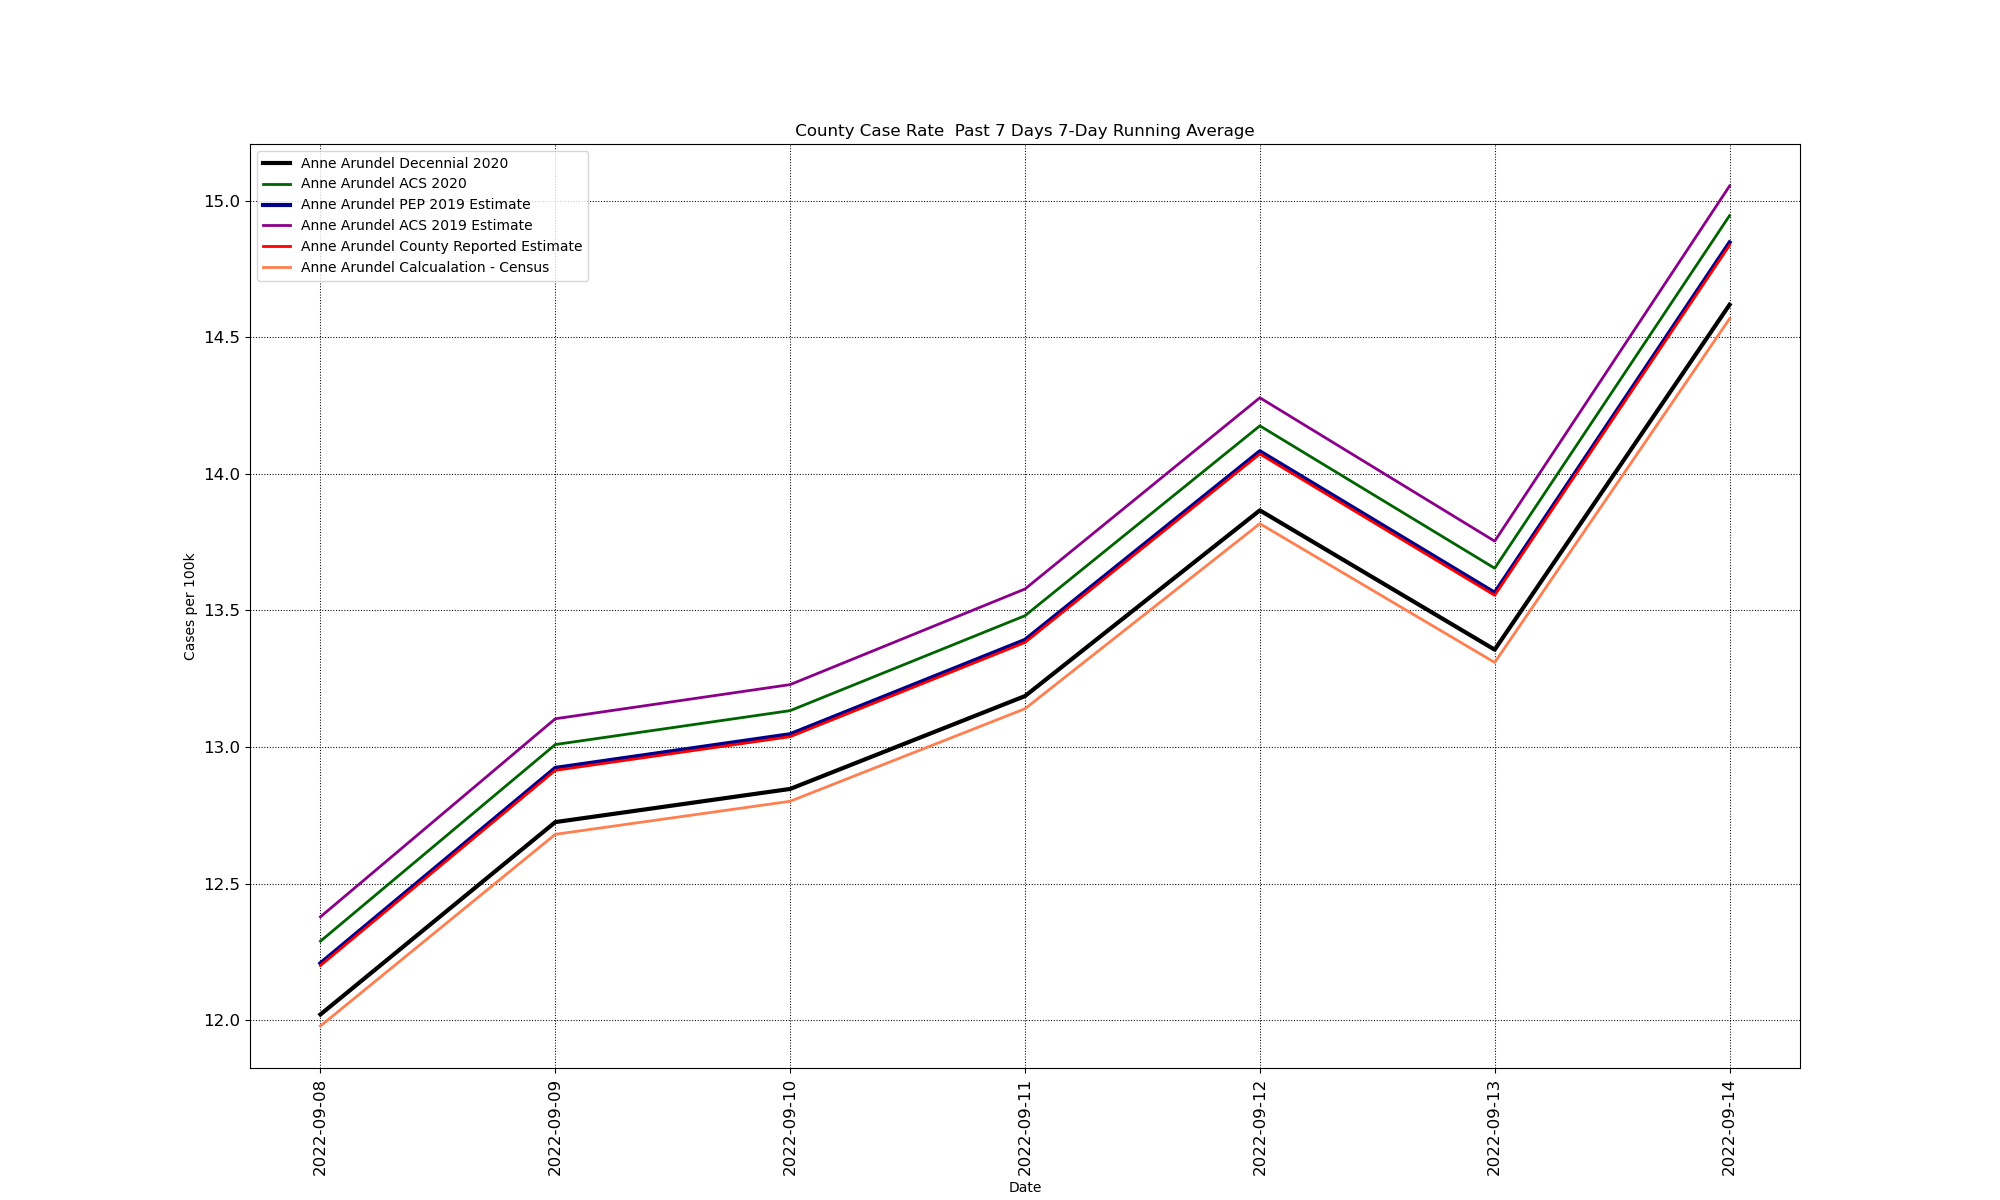 County Case Rate  Past 7 Days 7-Day Running Average
Anne Arundel Decennial 2020
Anne Arundel ACS 2020
Anne Arundel PEP 2019 Estimate
Anne Arundel ACS 2019 Estimate
Anne Arundel County Reported Estimate
Anne Arundel Calcualation - Census
Cases per 100k
15.0
14.5
14.0
13.5
13.0
12.5
12.0
2022-09-08
2022-09-09
2022-09-10
2022-09-11
2022-09-12
2022-09-13
2022-09-14
Date